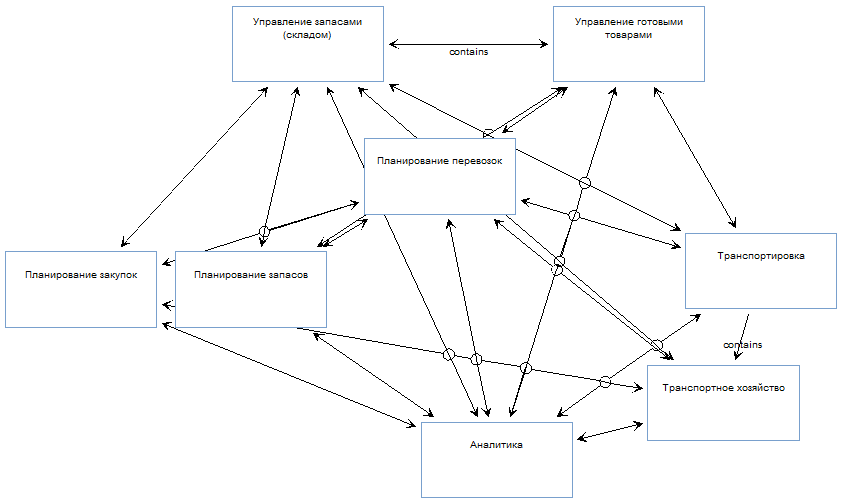 Управление запасами
(складом)
Управление готовыми
товарами
contains
Планирование перевозок
Планирование закупок
Планирование запасов
Транспортировка
contains
Транспортное хозяйство
Аналитика